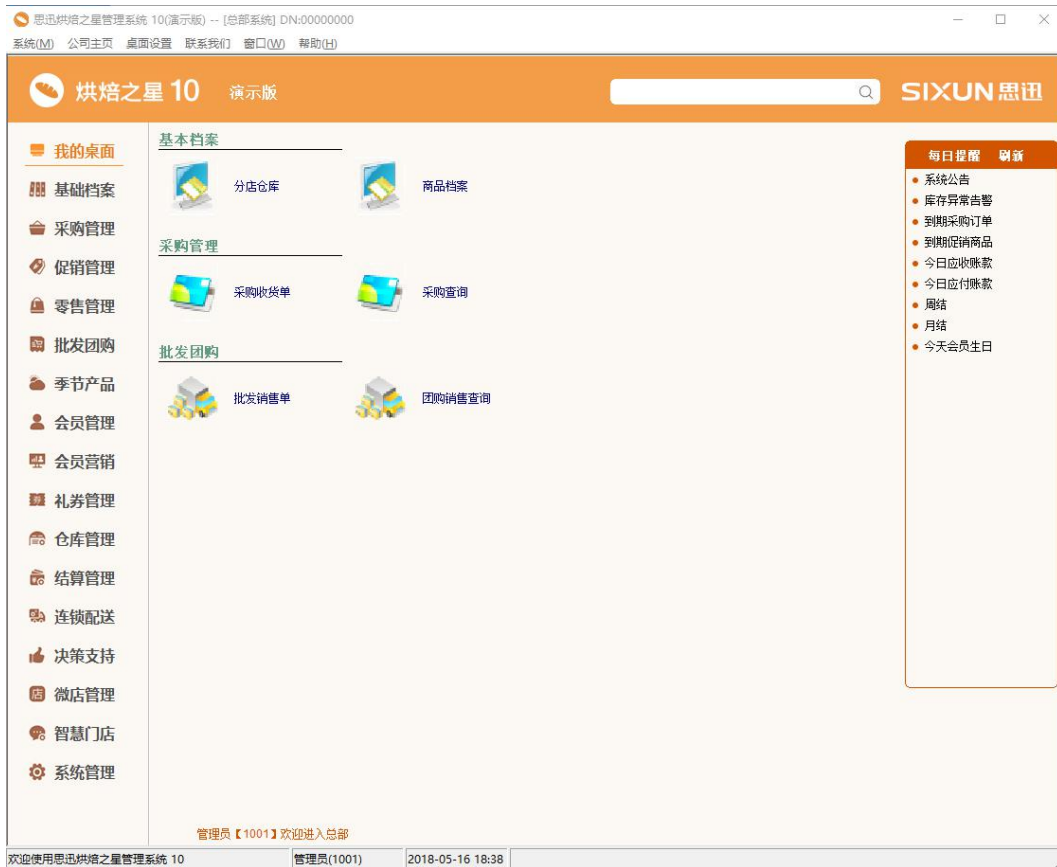 思迅烘焙之星管理系统 10(演示版) -- [总部系统] DN:00000000
系统(M) 公司主页 桌面设置 联系我们 窗口(W) 帮助(H)
烘焙之星 10 演示版 SIXUN思迅
我的桌面
基础档案
采购管理
促销管理
零售管理
批发团购
季节产品
会员管理
会员营销
礼券管理
仓库管理
结算管理
连锁配送
决策支持
微店管理
智慧门店
系统管理
基本档案
分店仓库 商品档案
采购管理
采购收货单 采购查询
批发团购
批发销售单 团购销售查询
每日提醒 刷新
系统公告
库存异常告警
到期采购订单
到期促销商品
今日应收账款
今日应付账款
周结
月结
今天会员生日
管理员【1001】欢迎进入总部
欢迎使用思迅烘焙之星管理系统 10 管理员(1001) 2018-05-16 18:38